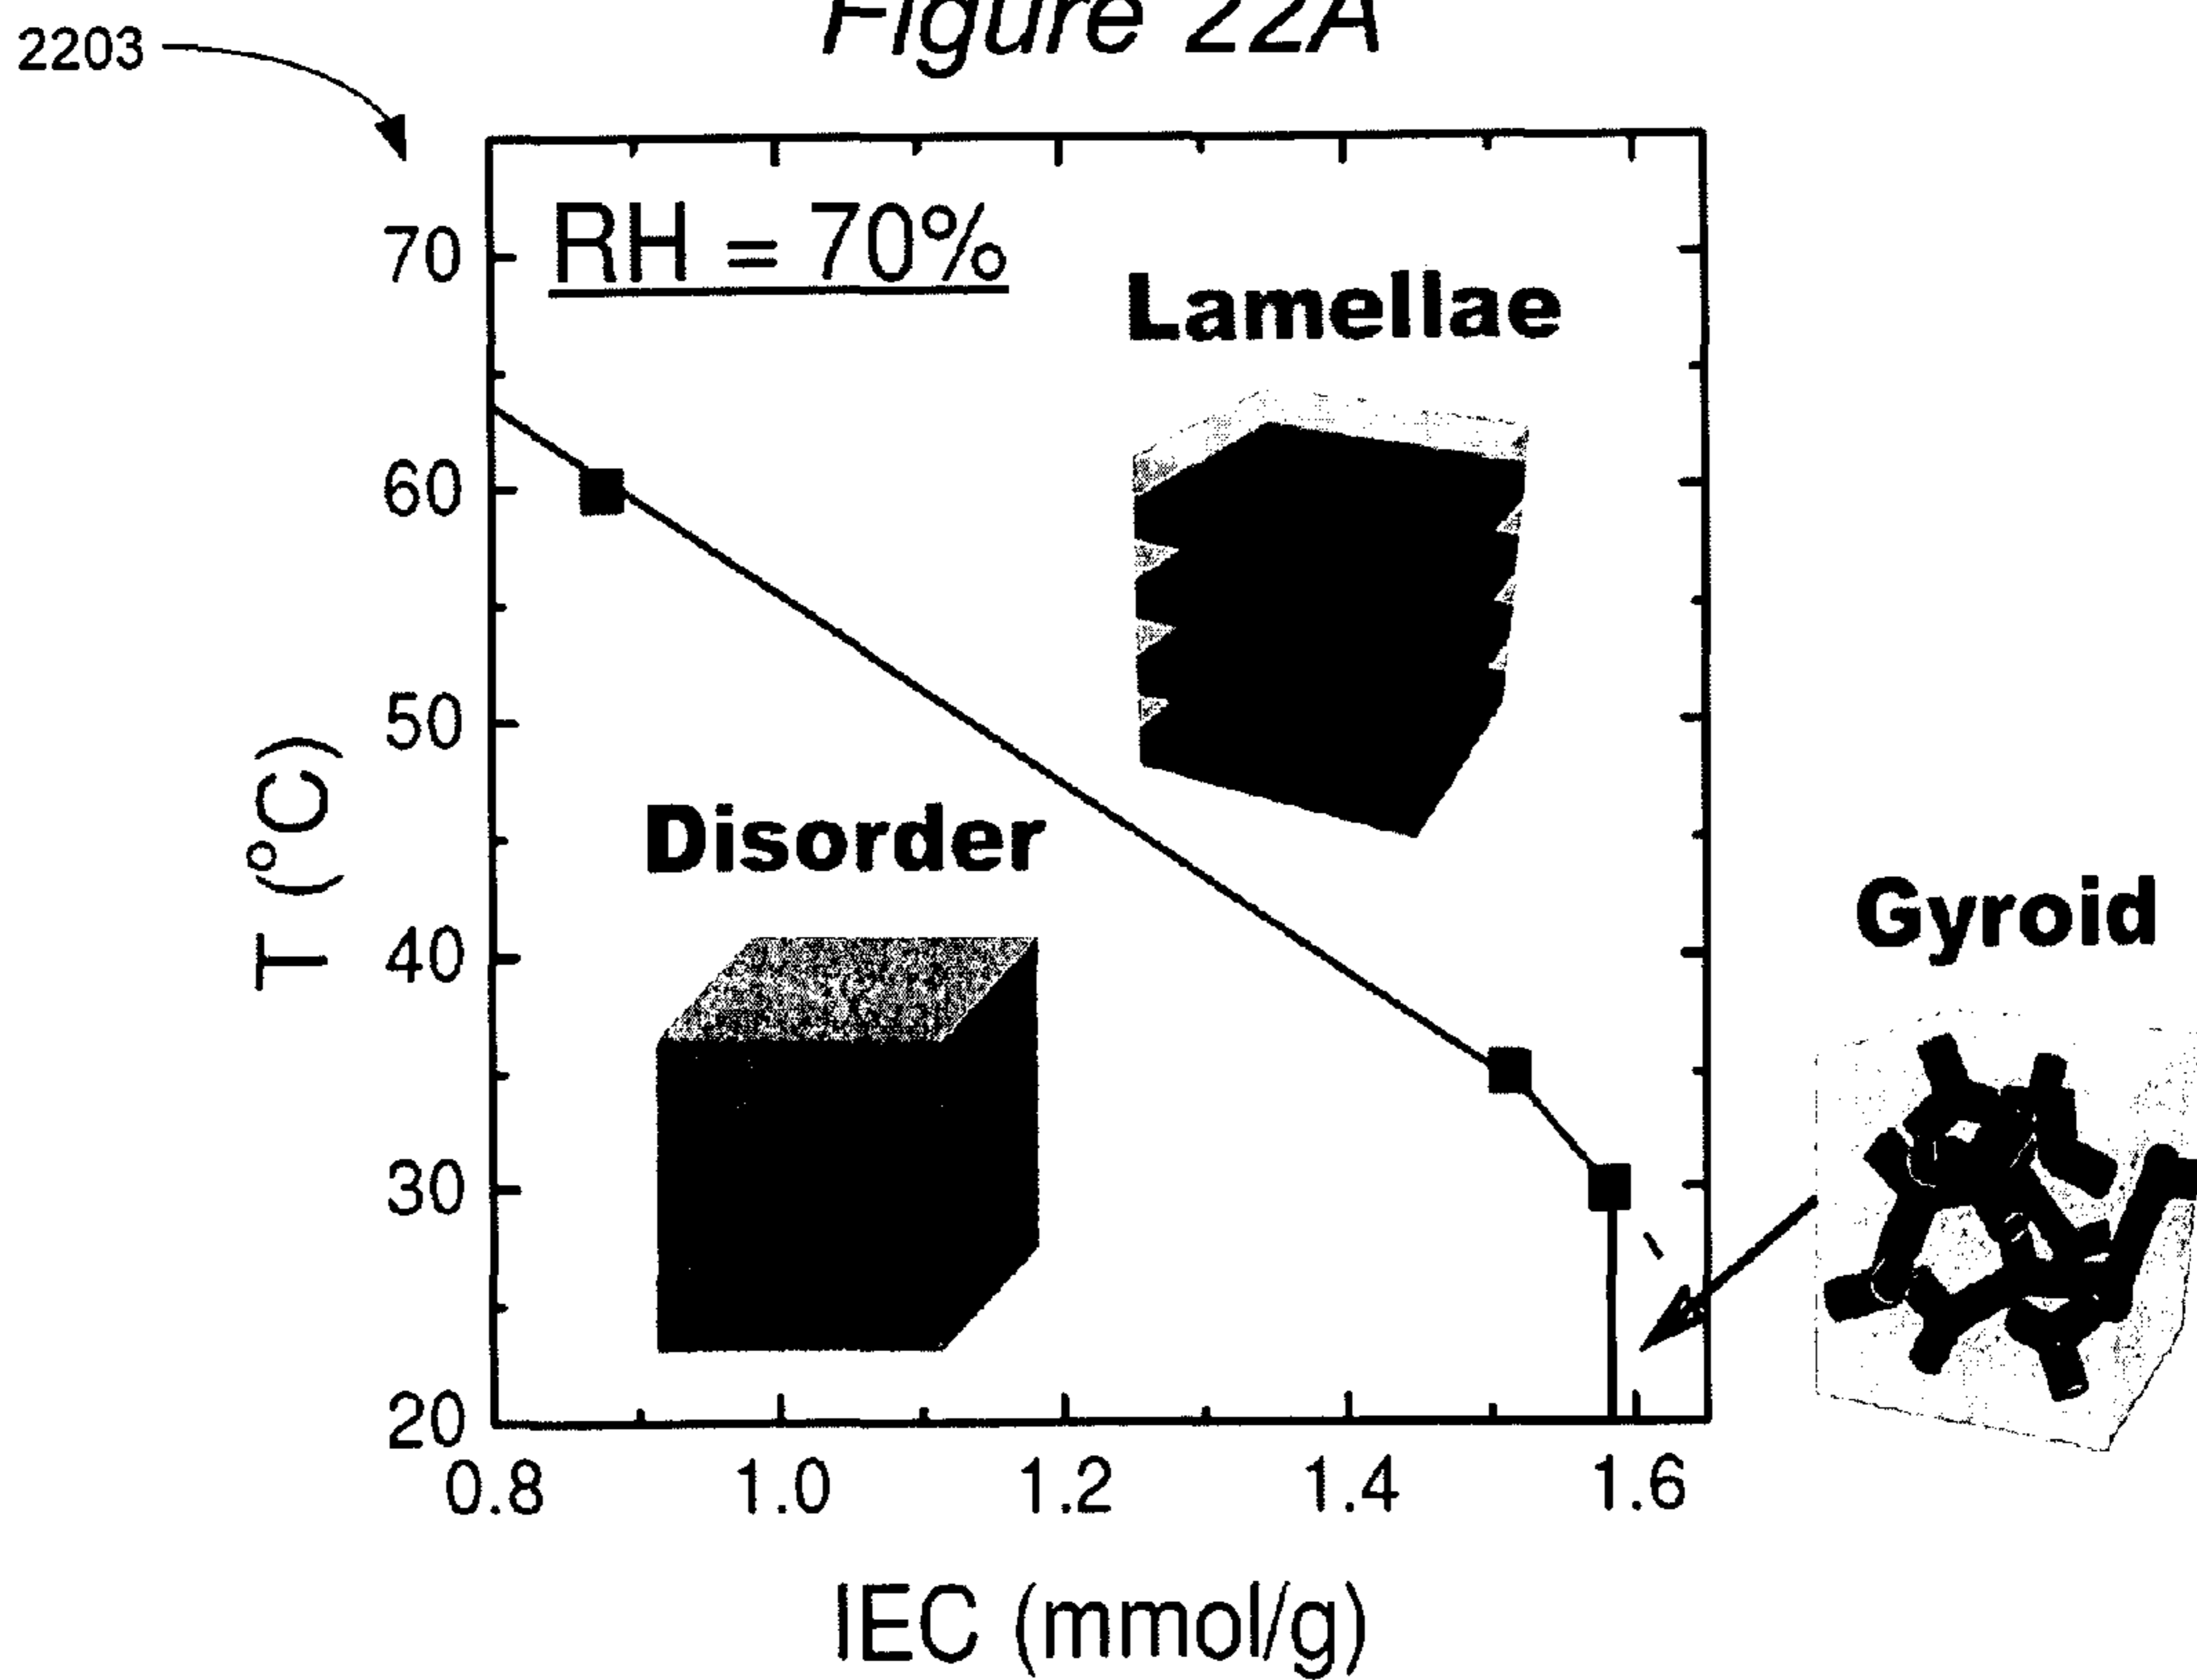 Figure 22A
2203
RH = 70%
Lamellae
Disorder
Gyroid
T (°C)
70
60
50
40
30
20
0.8 1.0 1.2 1.4 1.6
IEC (mmol/g)